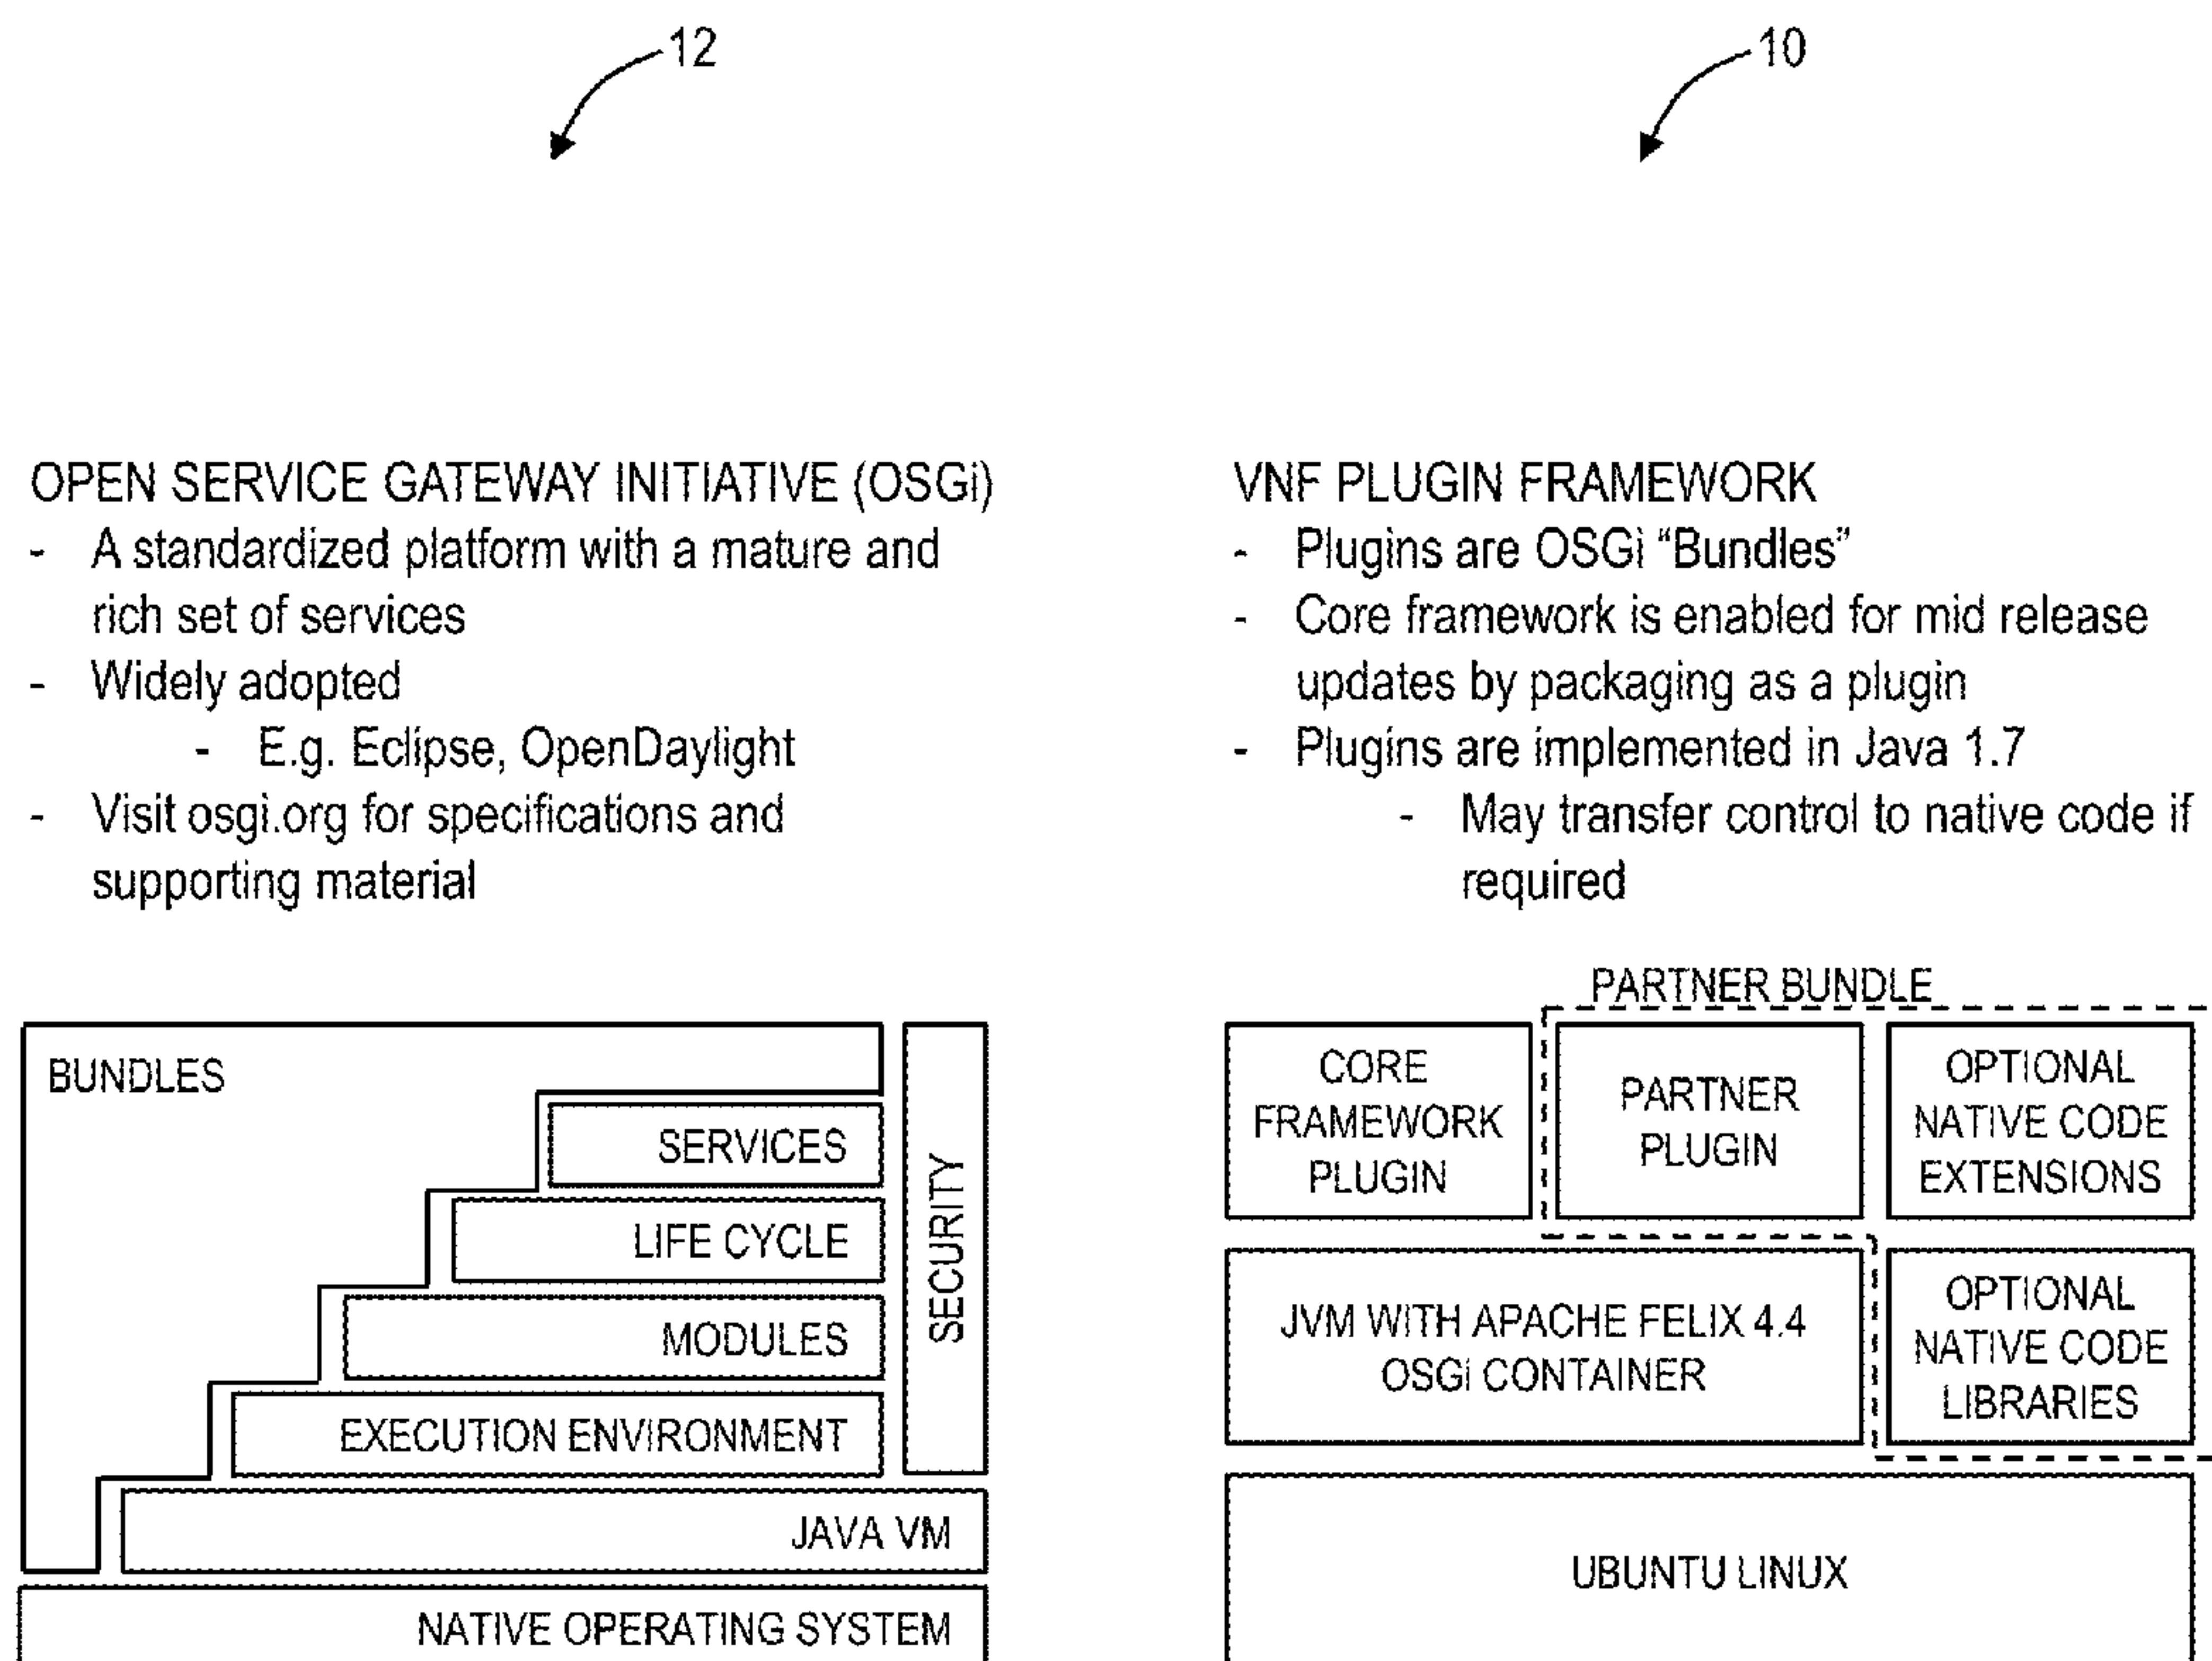 12
OPEN SERVICE GATEWAY INITIATIVE (OSGi)
- A standardized platform with a mature and
rich set of services
- Widely adopted
- E.g. Eclipse, OpenDaylight
- Visit osgi.org for specifications and
supporting material
BUNDLES
SERVICES
LIFE CYCLE
MODULES
EXECUTION ENVIRONMENT
SECURITY
JAVA VM
NATIVE OPERATING SYSTEM
10
VNF PLUGIN FRAMEWORK
- Plugins are OSGi “Bundles”
- Core framework is enabled for mid release
updates by packaging as a plugin
- Plugins are implemented in Java 1.7
- May transfer control to native code if
required
PARTNER BUNDLE
CORE
FRAMEWORK
PLUGIN
PARTNER
PLUGIN
OPTIONAL
NATIVE CODE
EXTENSIONS
JVM WITH APACHE FELIX 4.4
OSGi CONTAINER
OPTIONAL
NATIVE CODE
LIBRARIES
UBUNTU LINUX